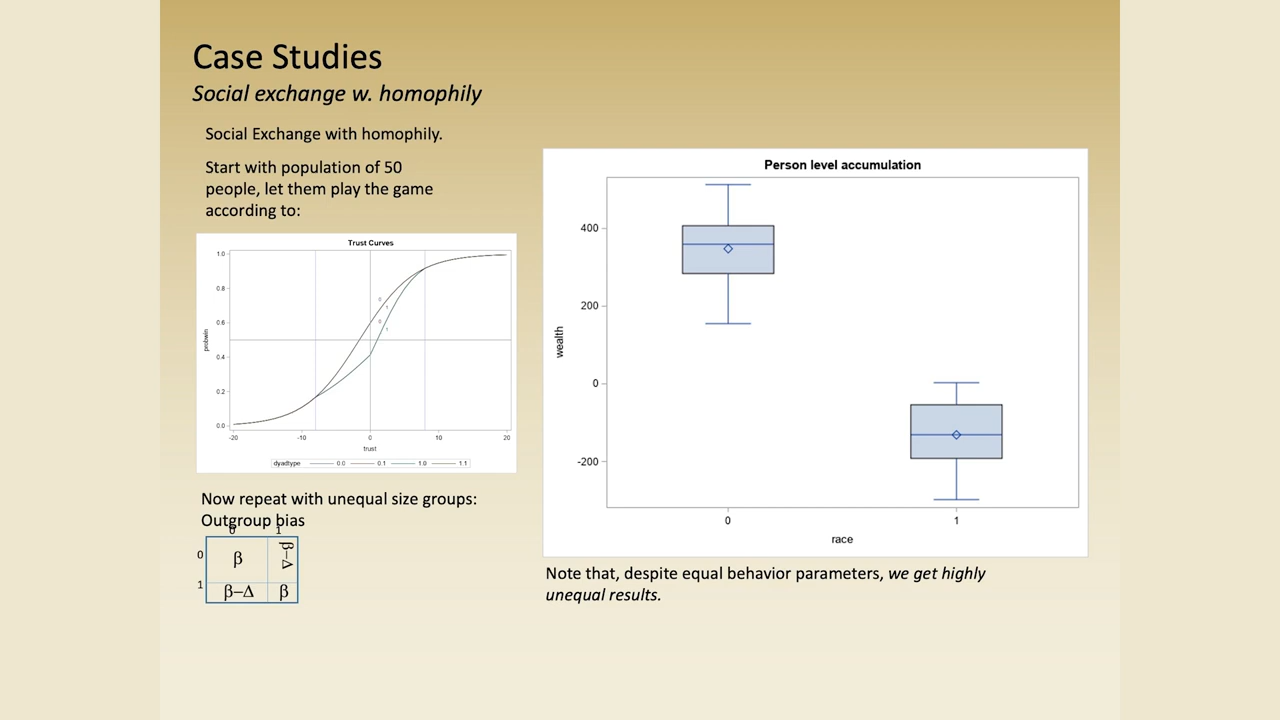 Case Studies
Social exchange w. homophily
Social Exchange with homophily.
Start with population of 50
people, let them play the game
according to:
Trust Curves
1.0
0.8
0.6
0.4
0.2
0.0
probwin
-20
-10
0
10
20
trust
dyadtype 0.0 0.1 1.0 1.1
Now repeat with unequal size groups:
Outgroup bias
0 1
0 β β–Δ
1 β–Δ β
Person level accumulation
400
200
0
-200
wealth
0
1
race
Note that, despite equal behavior parameters, we get highly
unequal results.